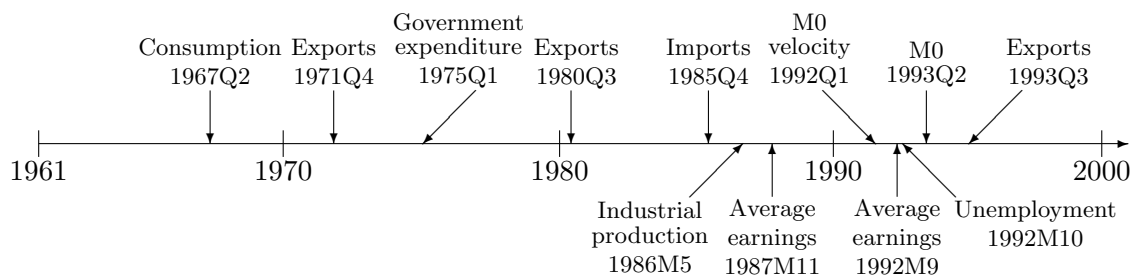 Consumption
1967Q2
Exports
1971Q4
Government
expenditure
1975Q1
Exports
1980Q3
Imports
1985Q4
M0
velocity
1992Q1
M0
1993Q2
Exports
1993Q3
1961
1970
1980
1990
2000
Industrial
production
1986M5
Average
earnings
1987M11
Average
earnings
1992M9
Unemployment
1992M10